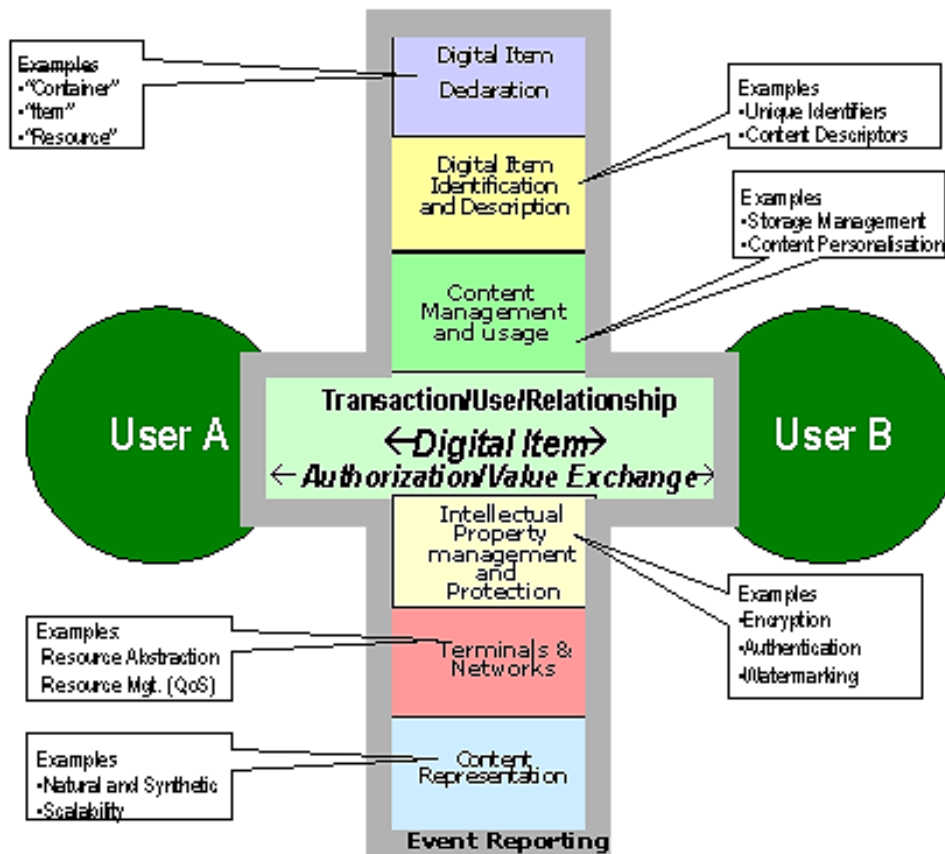 Digital Item
Declaration
Examples
•"Container"
•"Item"
•"Resource"
Examples
•Unique Identifiers
•Content Descriptors
Digital Item
Identification
and Description
Examples
•Storage Management
•Content Personalisation
Content
Management
and usage
User A
Transaction/Use/Relationship
←Digital Item→
←Authorization/Value Exchange→
User B
Intellectual
Property
management
and
Protection
Examples
•Encryption
•Authentication
•Watermarking
Examples:
Resource Abstraction
Resource Mgt. (QoS)
Terminals &
Networks
Examples
•Natural and Synthetic
•Scalability
Content
Representation
Event Reporting